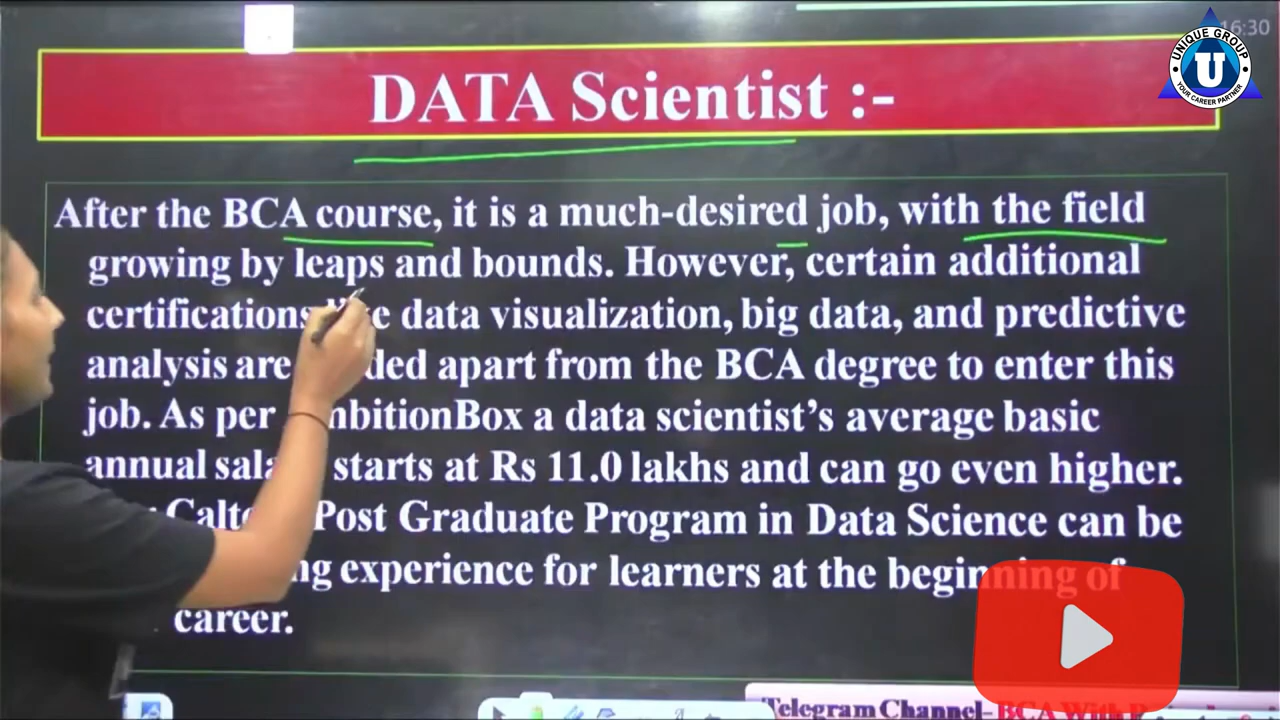 16:30
UNIQUE GROUP
U
YOUR CAREER PARTNER
DATA Scientist :-
After the BCA course, it is a much-desired job, with the field
growing by leaps and bounds. However, certain additional
certifications data visualization, big data, and predictive
analysis are apart from the BCA degree to enter this
job. As per a data scientist's average basic
annual starts at Rs 11.0 lakhs and can go even higher.
Post Graduate Program in Data Science can be
experience for learners at the beginning of
career.
Telegram Channel- BCA With